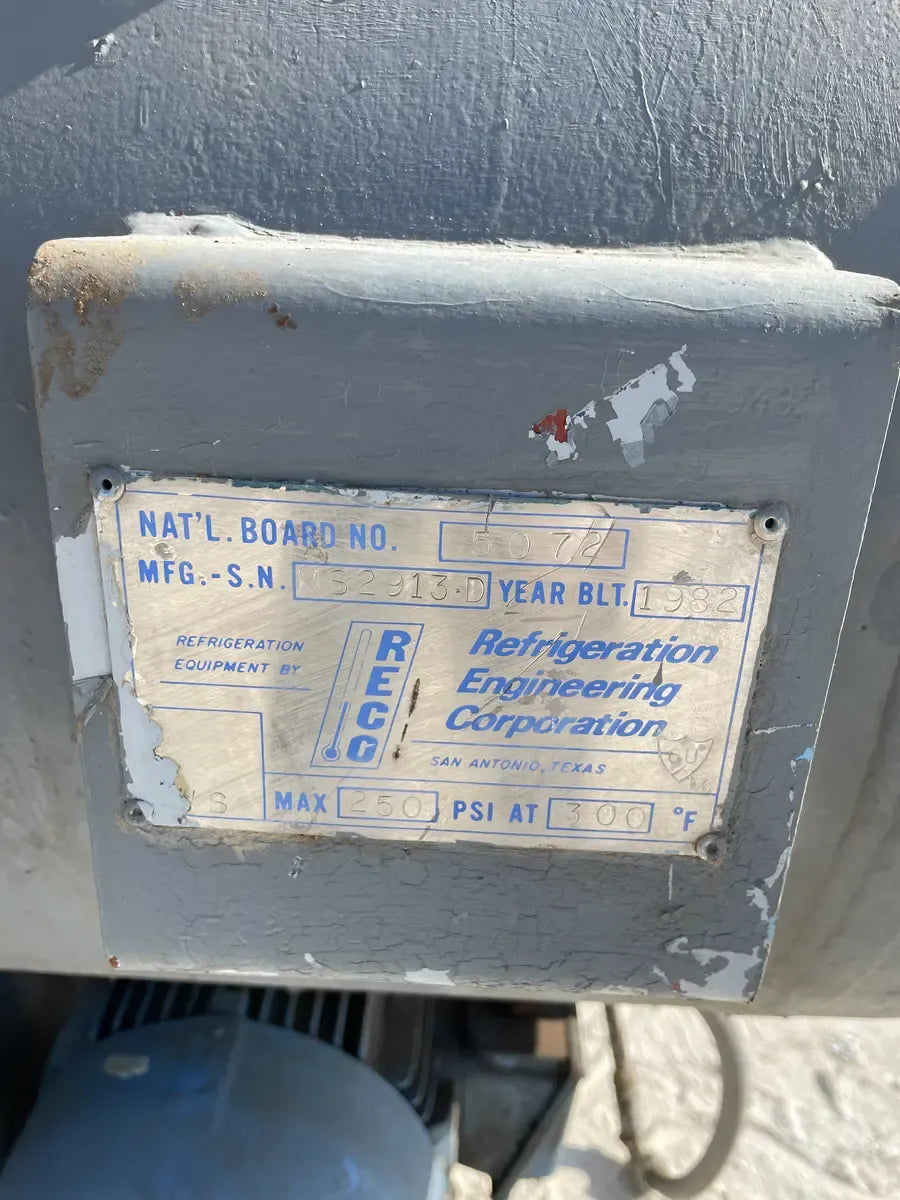 NAT'L. BOARD NO. 5072
MFG.-S.N. MS2913-D YEAR BLT. 1982
REFRIGERATION
EQUIPMENT BY
RECO
Refrigeration
Engineering
Corporation
SAN ANTONIO, TEXAS
MAX 250 PSI AT 300 °F